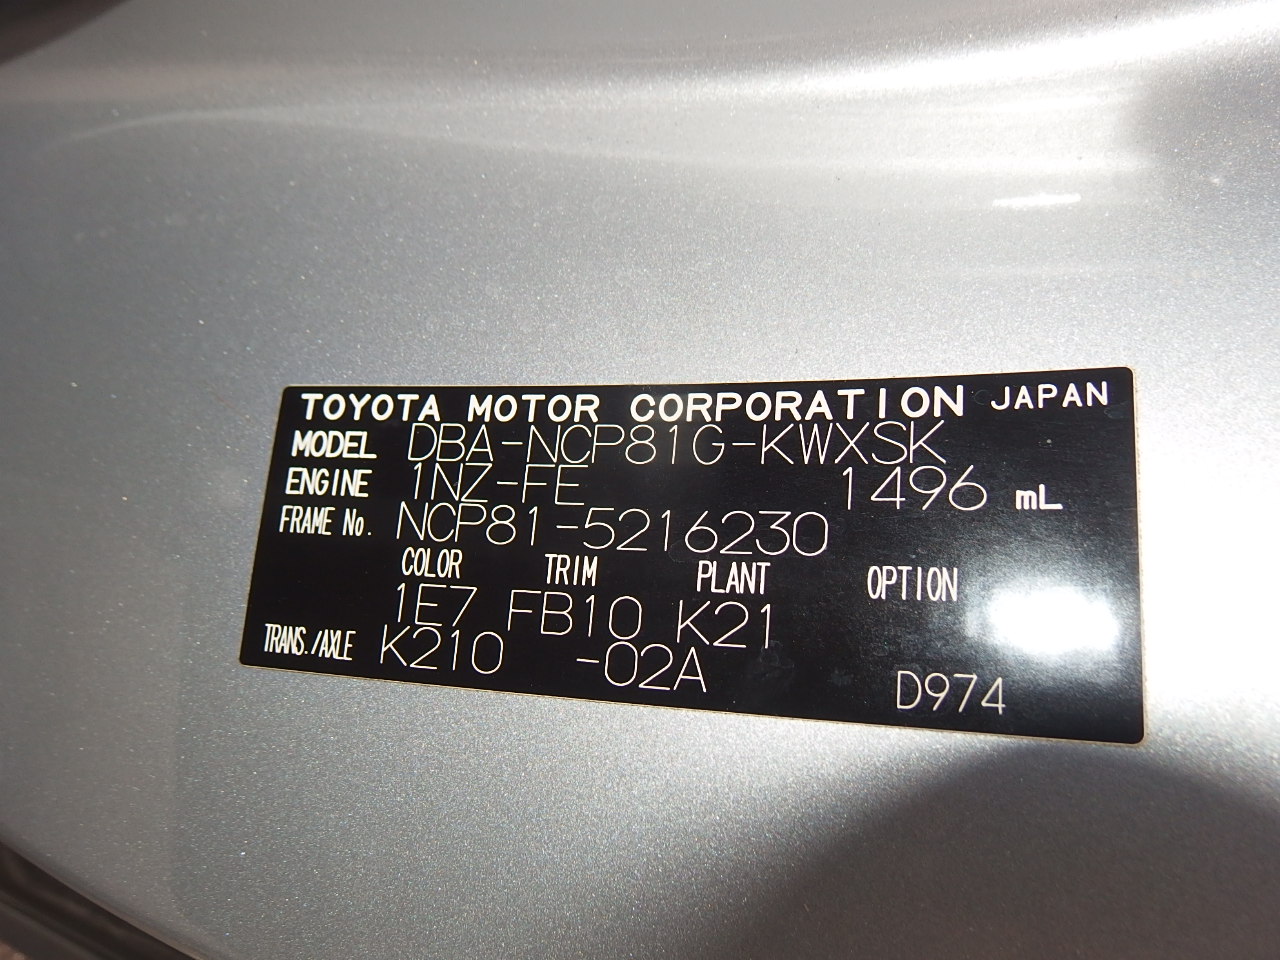 TOYOTA MOTOR CORPORATION JAPAN
MODEL DBA-NCP81G-KWXSK
ENGINE 1NZ-FE 1496 mL
FRAME No. NCP81-5216230
COLOR TRIM PLANT OPTION
1E7 FB10 K21
TRANS./AXLE K210 -02A D974